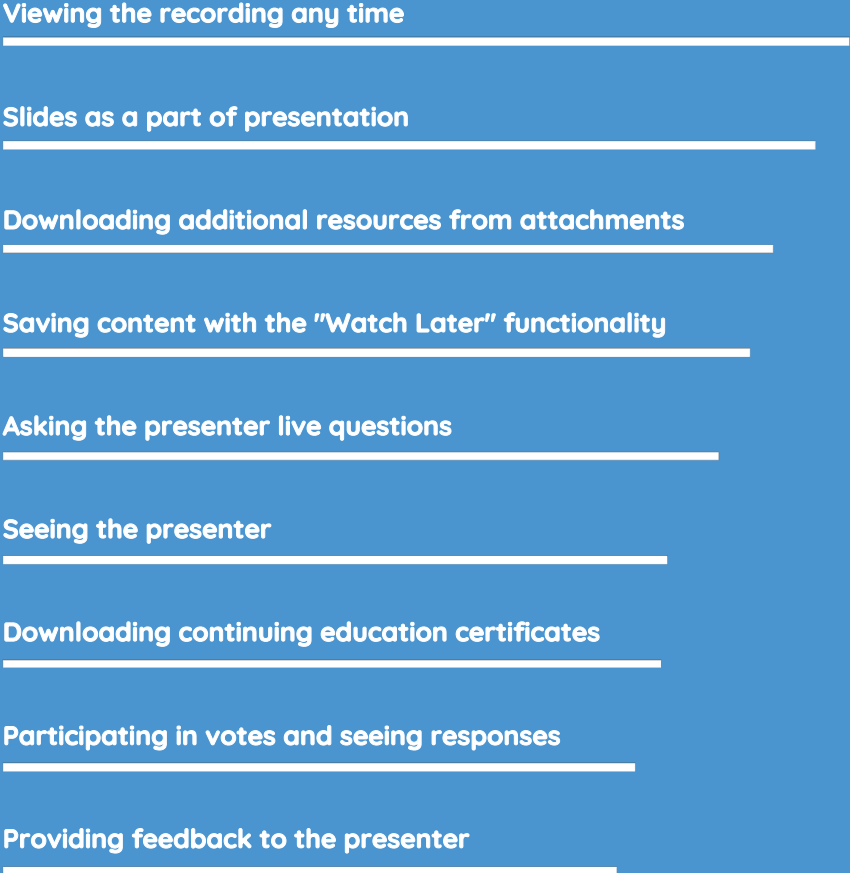 Viewing the recording any time
Slides as a part of presentation
Downloading additional resources from attachments
Saving content with the "Watch Later" functionality
Asking the presenter live questions
Seeing the presenter
Downloading continuing education certificates
Participating in votes and seeing responses
Providing feedback to the presenter